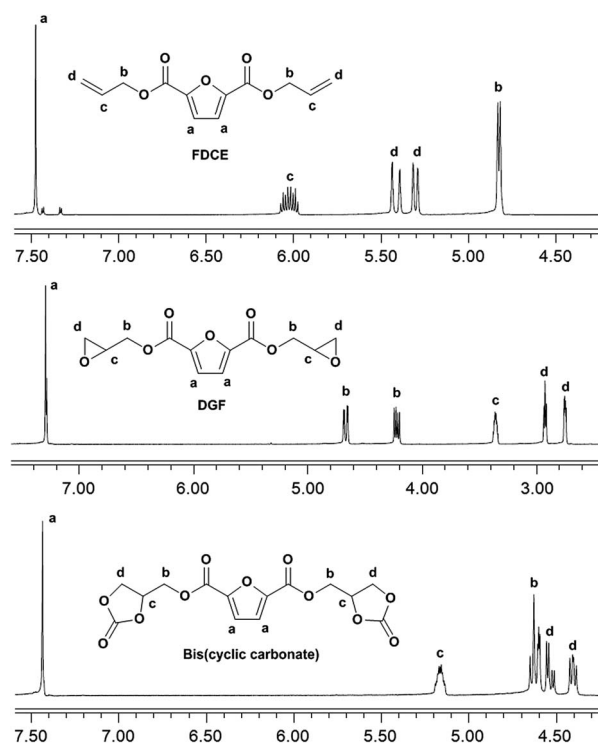 a
O O O
d b b d
O O
c c
a a
FDCE
c
d d
b
7.50 7.00 6.50 6.00 5.50 5.00 4.50
a
O O O
d b b d
O O
O c c O
a a
DGF
b b
c
d d
7.00 6.00 5.00 4.00 3.00
a
O O O
d b b d
O O
O c c O
O O
O a a O
Bis(cyclic carbonate)
c
b
d d
7.50 7.00 6.50 6.00 5.50 5.00 4.50